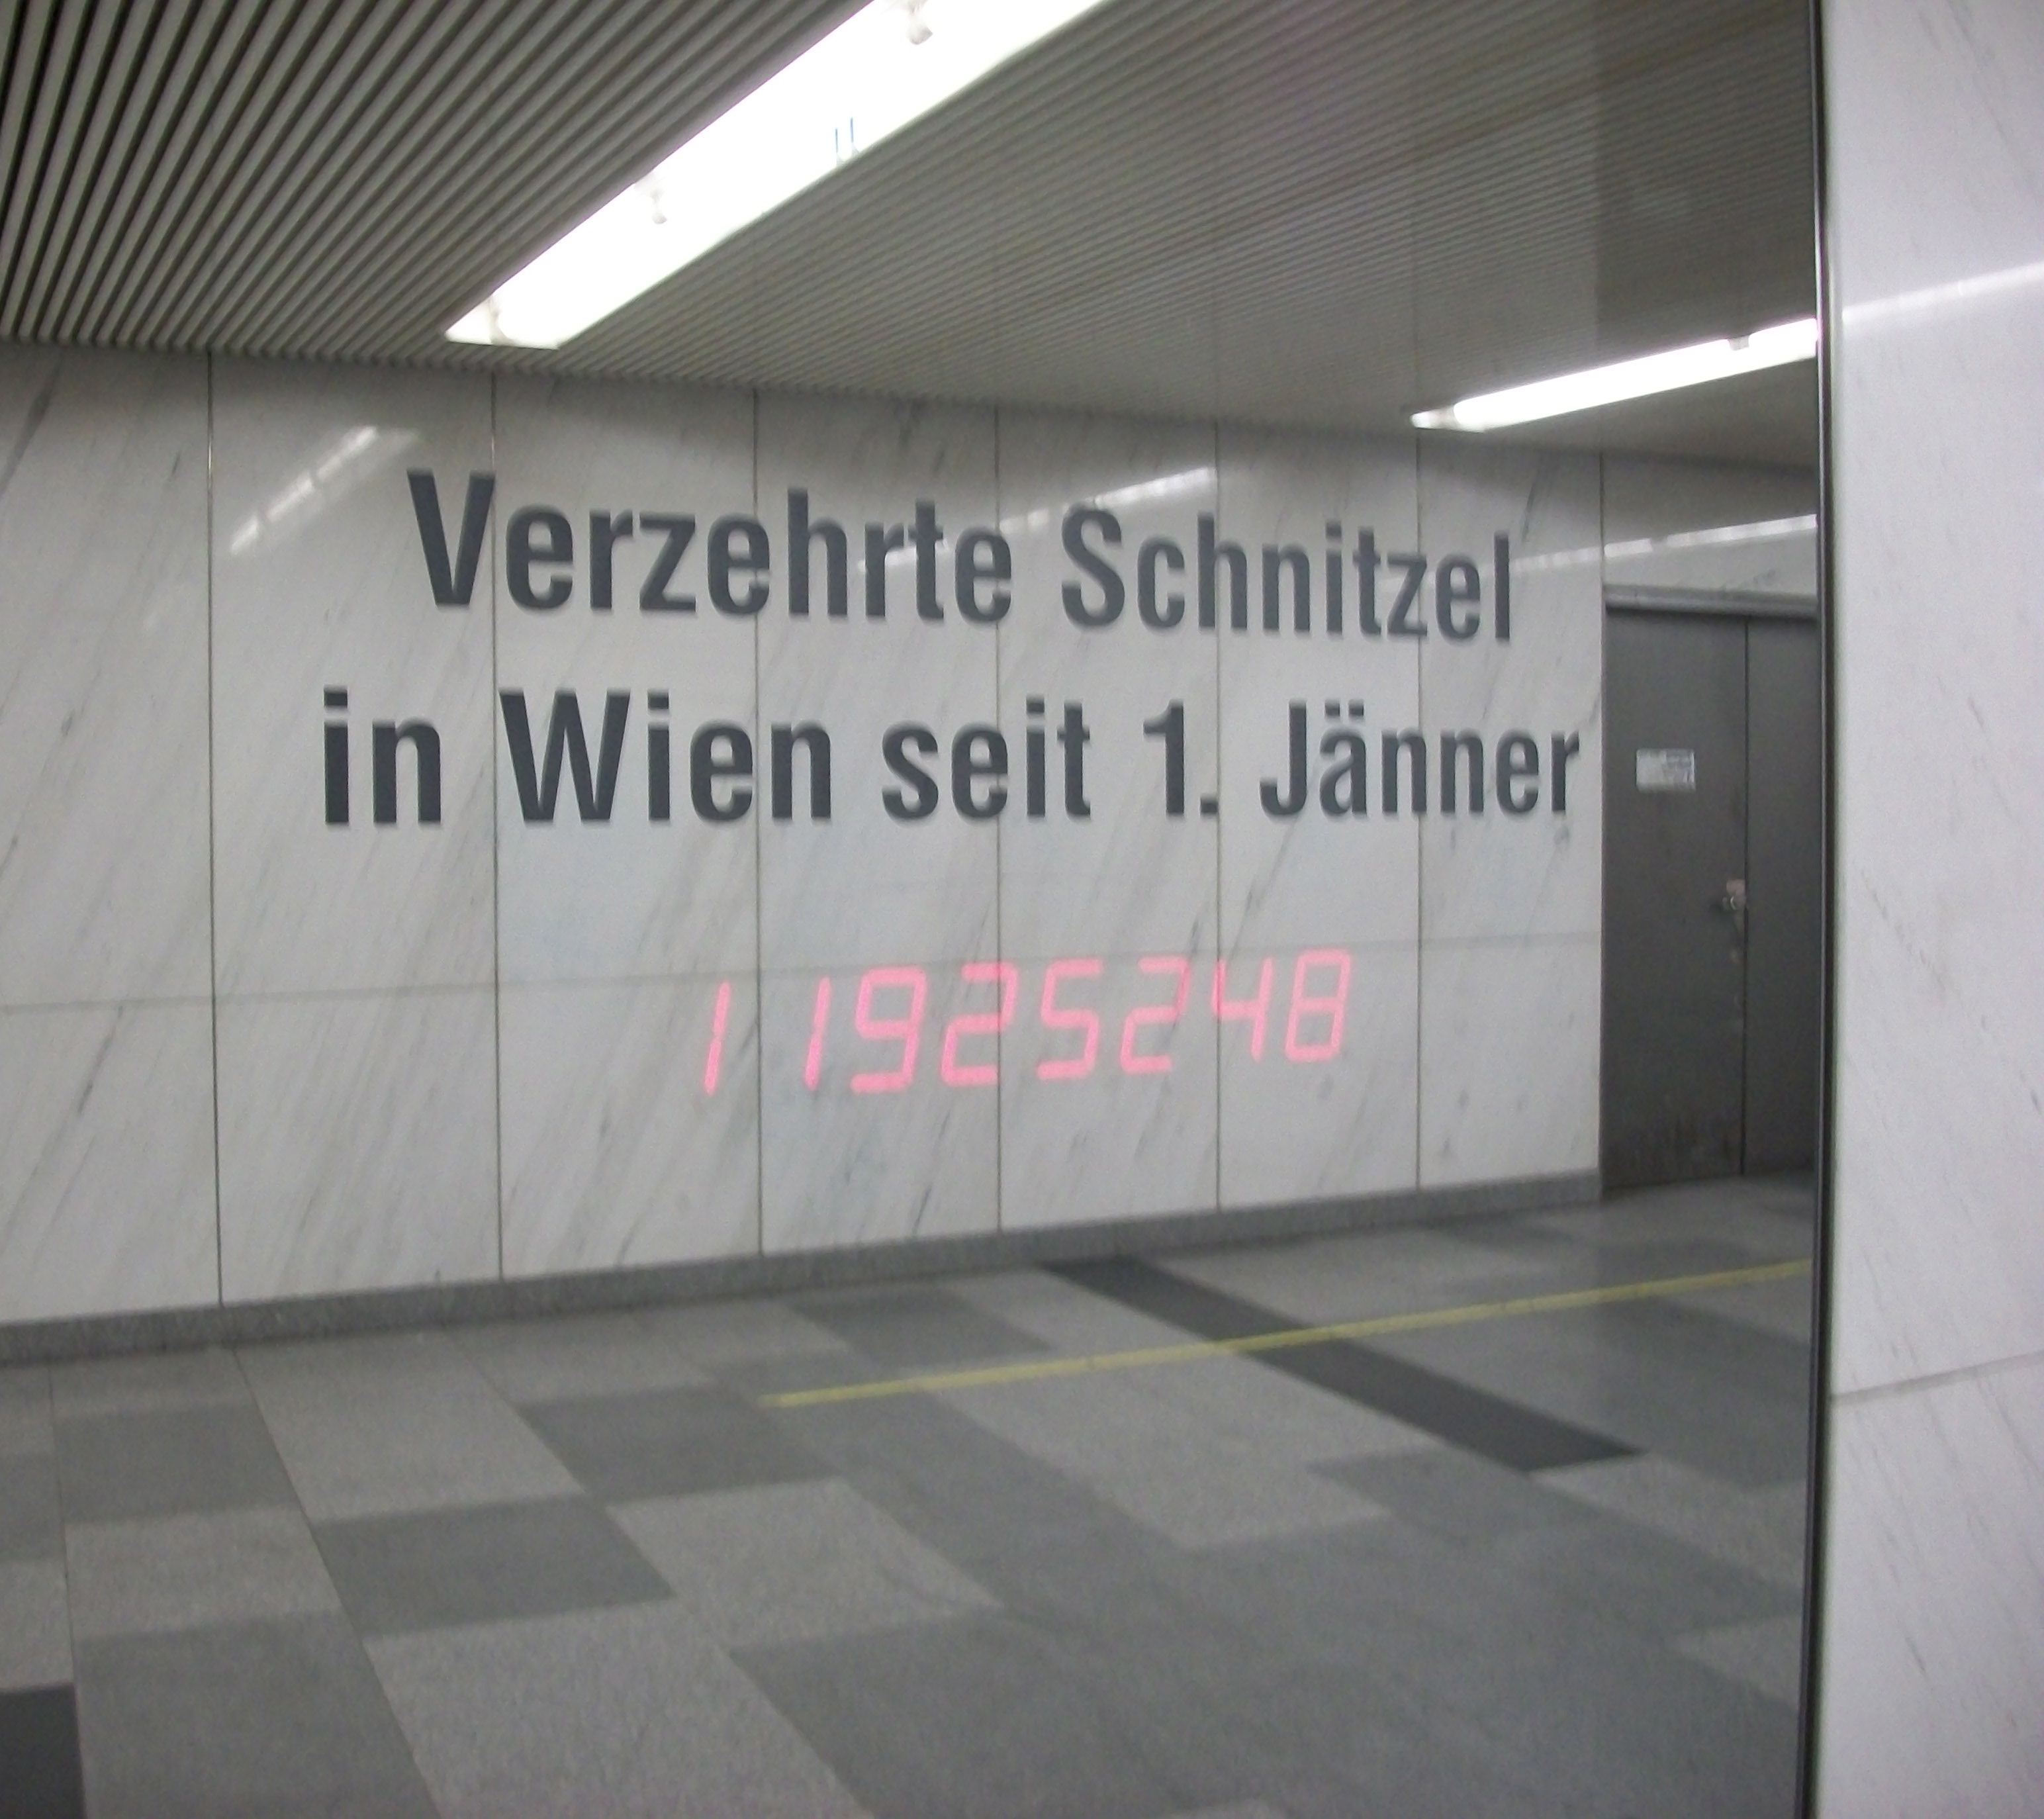 Verzehrte Schnitzel
in Wien seit 1. Jänner
11925248